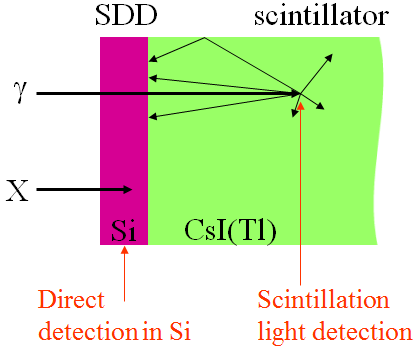 SDD scintillator
γ
X
Si CsI(Tl)
Direct
detection in Si
Scintillation
light detection